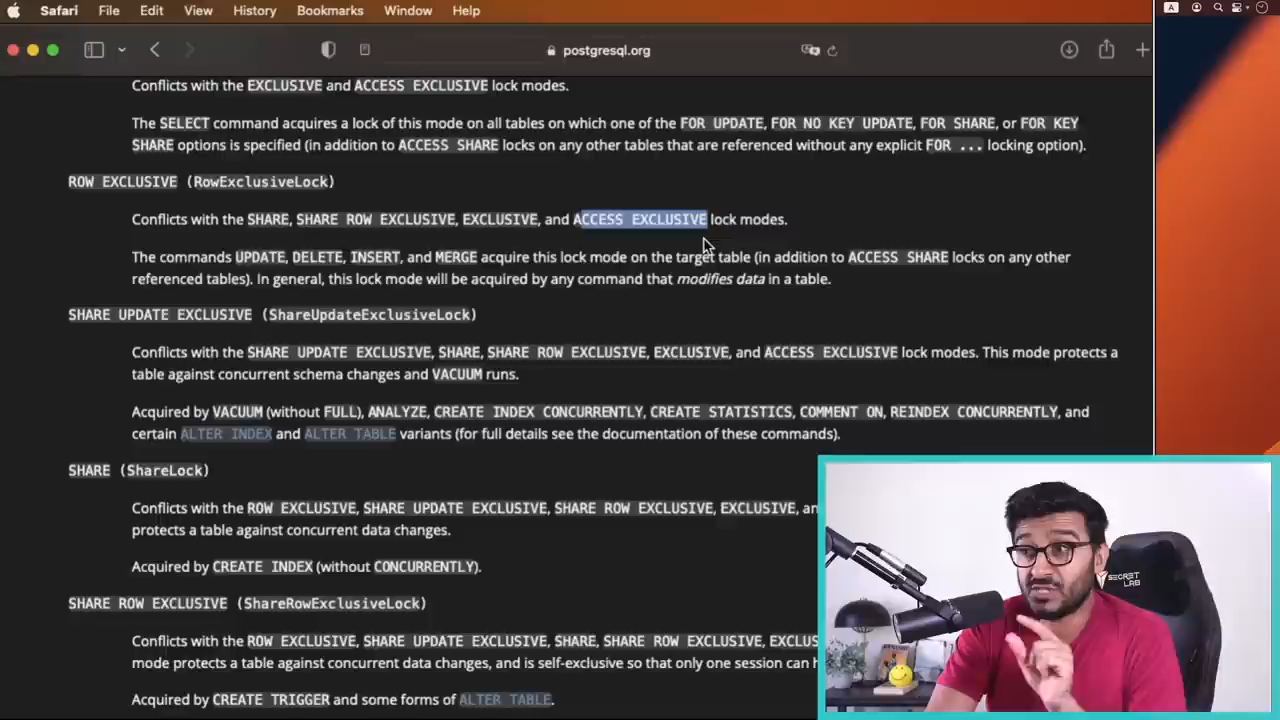 Safari File Edit View History Bookmarks Window Help
A
postgresql.org
Conflicts with the EXCLUSIVE and ACCESS EXCLUSIVE lock modes.
The SELECT command acquires a lock of this mode on all tables on which one of the FOR UPDATE, FOR NO KEY UPDATE, FOR SHARE, or FOR KEY
SHARE options is specified (in addition to ACCESS SHARE locks on any other tables that are referenced without any explicit FOR ... locking option).
ROW EXCLUSIVE (RowExclusiveLock)
Conflicts with the SHARE, SHARE ROW EXCLUSIVE, EXCLUSIVE, and ACCESS EXCLUSIVE lock modes.
The commands UPDATE, DELETE, INSERT, and MERGE acquire this lock mode on the target table (in addition to ACCESS SHARE locks on any other
referenced tables). In general, this lock mode will be acquired by any command that modifies data in a table.
SHARE UPDATE EXCLUSIVE (ShareUpdateExclusiveLock)
Conflicts with the SHARE UPDATE EXCLUSIVE, SHARE, SHARE ROW EXCLUSIVE, EXCLUSIVE, and ACCESS EXCLUSIVE lock modes. This mode protects a
table against concurrent schema changes and VACUUM runs.
Acquired by VACUUM (without FULL), ANALYZE, CREATE INDEX CONCURRENTLY, CREATE STATISTICS, COMMENT ON, REINDEX CONCURRENTLY, and
certain ALTER INDEX and ALTER TABLE variants (for full details see the documentation of these commands).
SHARE (ShareLock)
Conflicts with the ROW EXCLUSIVE, SHARE UPDATE EXCLUSIVE, SHARE ROW EXCLUSIVE, EXCLUSIVE, an
protects a table against concurrent data changes.
Acquired by CREATE INDEX (without CONCURRENTLY).
SHARE ROW EXCLUSIVE (ShareRowExclusiveLock)
Conflicts with the ROW EXCLUSIVE, SHARE UPDATE EXCLUSIVE, SHARE, SHARE ROW EXCLUSIVE, EXCLUS
mode protects a table against concurrent data changes, and is self-exclusive so that only one session can h
Acquired by CREATE TRIGGER and some forms of ALTER TABLE.
SECRET
LAB